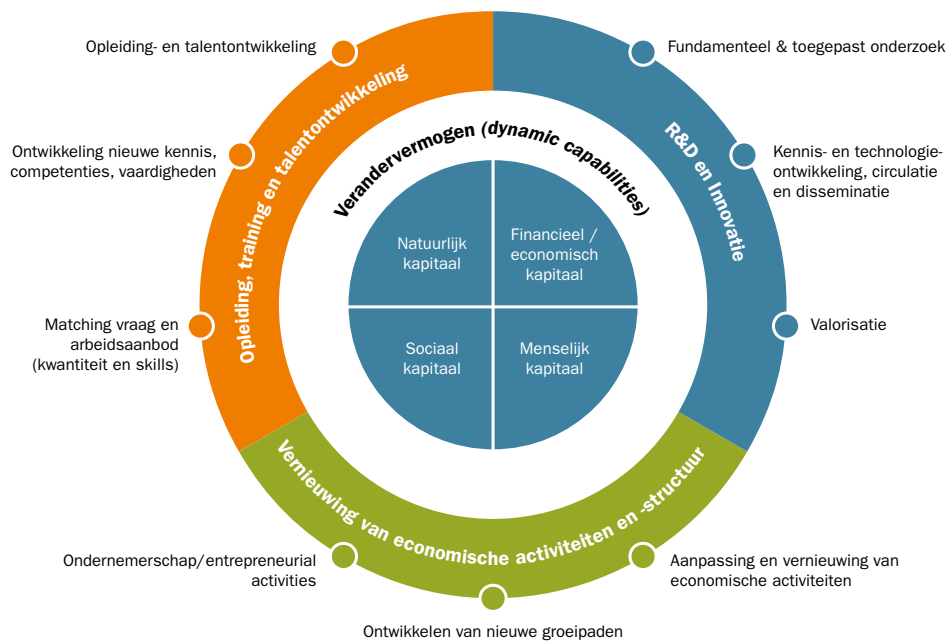 Opleiding- en talentontwikkeling
Fundamenteel & toegepast onderzoek
Opleiding, training en talentontwikkeling
R&D en Innovatie
Verandervermogen (dynamic capabilities)
Ontwikkeling nieuwe kennis,
competenties, vaardigheden
Kennis- en technologie-
ontwikkeling, circulatie
en disseminatie
Natuurlijk
kapitaal
Financieel /
economisch
kapitaal
Matching vraag en
arbeidsaanbod
(kwantiteit en skills)
Valorisatie
Sociaal
kapitaal
Menselijk
kapitaal
Vernieuwing van economische activiteiten en -structuur
Ondernemerschap/entrepreneurial
activities
Aanpassing en vernieuwing van
economische activiteiten
Ontwikkelen van nieuwe groeipaden